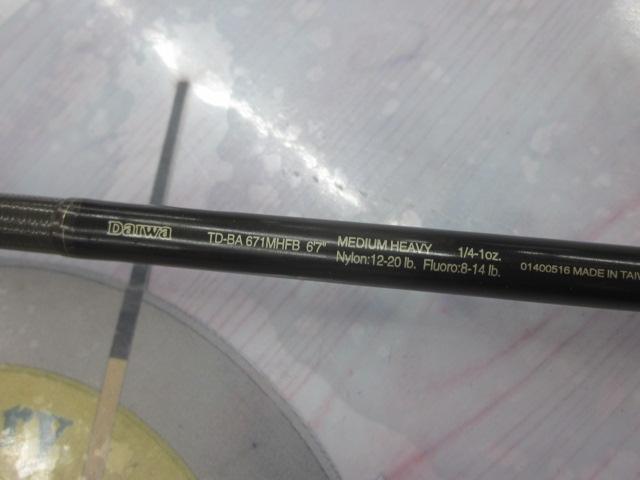 Daiwa TD-BA 671MHFB 6'7" MEDIUM HEAVY 1/4-1oz.
Nylon:12-20 lb. Fluoro:8-14 lb.
01400516 MADE IN